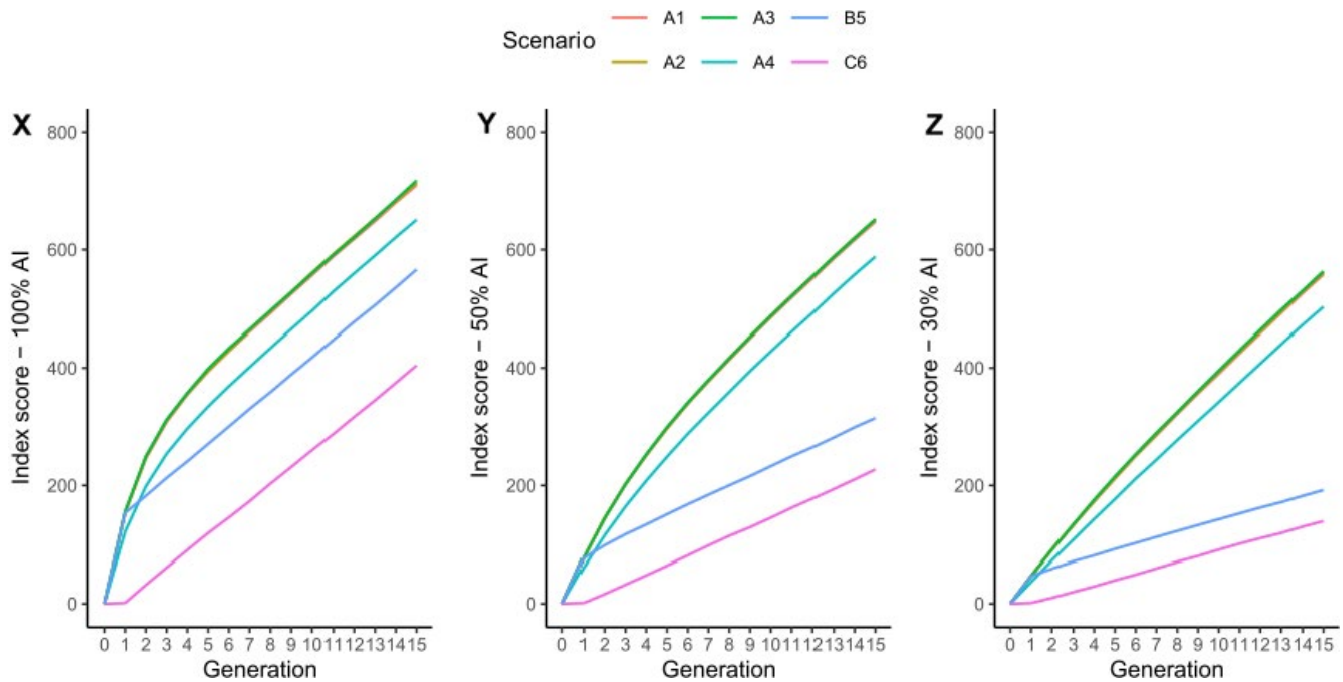 Scenario
A1 A3 B5
A2 A4 C6
X
Index score – 100% AI
800
600
400
200
0
0 1 2 3 4 5 6 7 8 9 10 11 12 13 14 15
Generation
Y
Index score – 50% AI
800
600
400
200
0
0 1 2 3 4 5 6 7 8 9 10 11 12 13 14 15
Generation
Z
Index score – 30% AI
800
600
400
200
0
0 1 2 3 4 5 6 7 8 9 10 11 12 13 14 15
Generation